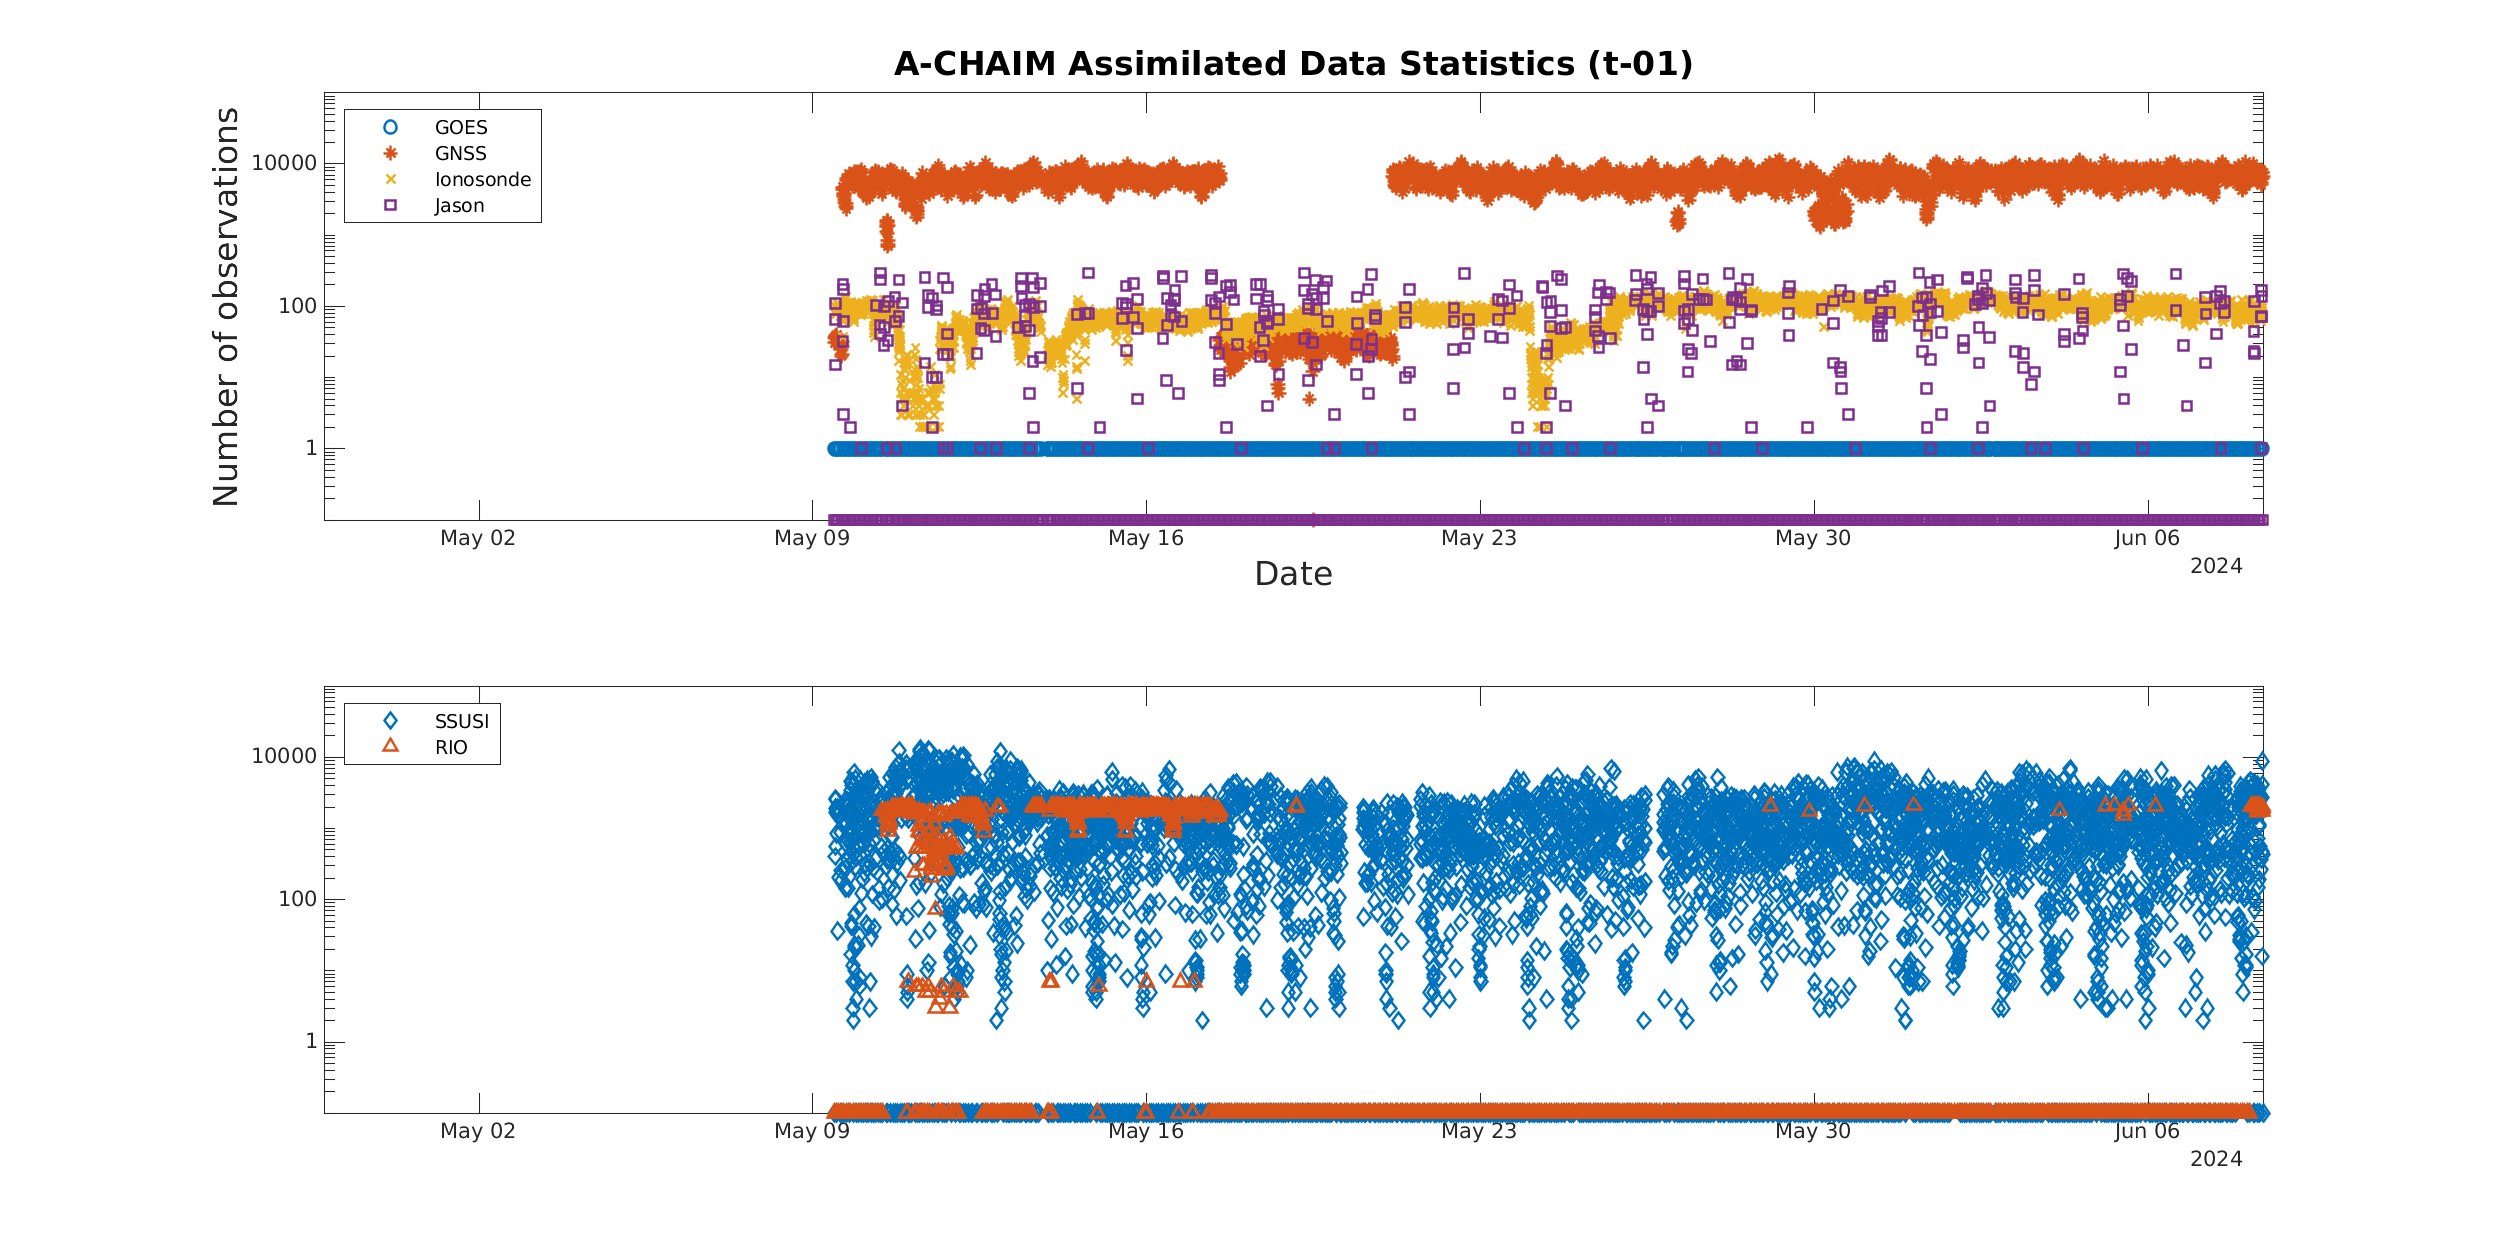 A-CHAIM Assimilated Data Statistics (t-01)
Number of observations
10000
100
1
GOES
GNSS
Ionosonde
Jason
May 02
May 09
May 16
May 23
May 30
Jun 06
2024
Date
10000
100
1
SSUSI
RIO
May 02
May 09
May 16
May 23
May 30
Jun 06
2024